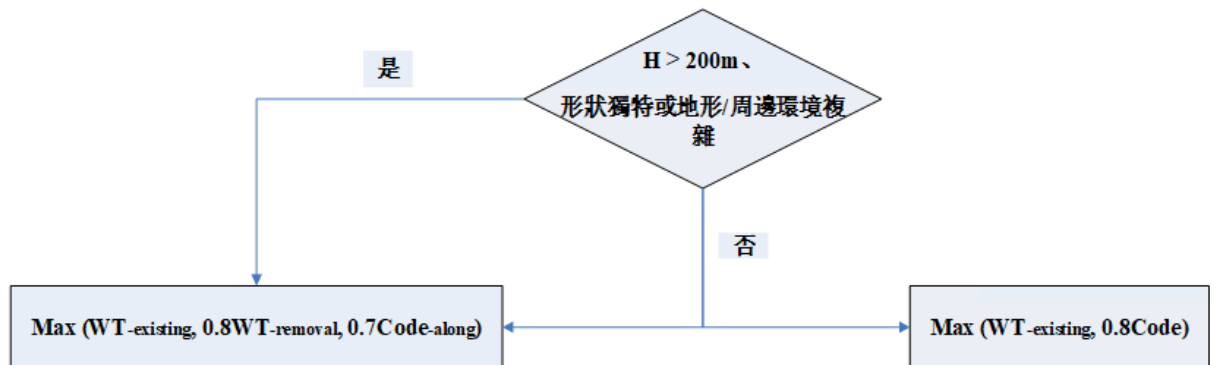 H > 200m、
形狀獨特或地形/周邊環境複
雜
是
否
Max (WT-existing, 0.8WT-removal, 0.7Code-along)
Max (WT-existing, 0.8Code)